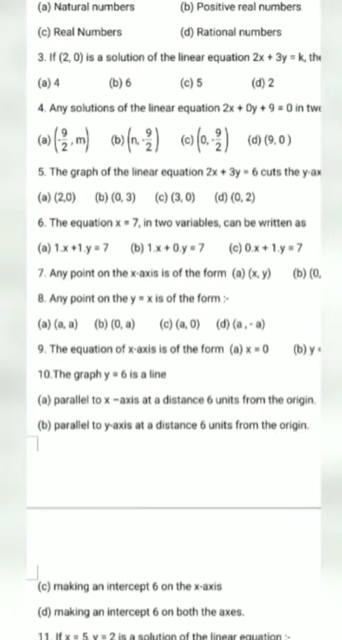 (a) Natural numbers (b) Positive real numbers
(c) Real Numbers (d) Rational numbers
3. If (2, 0) is a solution of the linear equation 2x + 3y = k, the
(a) 4 (b) 6 (c) 5 (d) 2
4. Any solutions of the linear equation 2x + 0y + 9 = 0 in two
(a) (-9/2, m) (b) (n, -9/2) (c) (0, -9/2) (d) (9, 0)
5. The graph of the linear equation 2x + 3y = 6 cuts the y-ax
(a) (2,0) (b) (0, 3) (c) (3, 0) (d) (0, 2)
6. The equation x = 7, in two variables, can be written as
(a) 1.x +1.y = 7 (b) 1.x + 0.y = 7 (c) 0.x + 1.y = 7
7. Any point on the x-axis is of the form (a) (x, y) (b) (0,
8. Any point on the y = x is of the form :-
(a) (a, a) (b) (0, a) (c) (a, 0) (d) (a , - a)
9. The equation of x-axis is of the form (a) x = 0 (b) y =
10.The graph y = 6 is a line
(a) parallel to x –axis at a distance 6 units from the origin.
(b) parallel to y-axis at a distance 6 units from the origin.
(c) making an intercept 6 on the x-axis
(d) making an intercept 6 on both the axes.
11. If x = 5, y = 2 is a solution of the linear equation :-